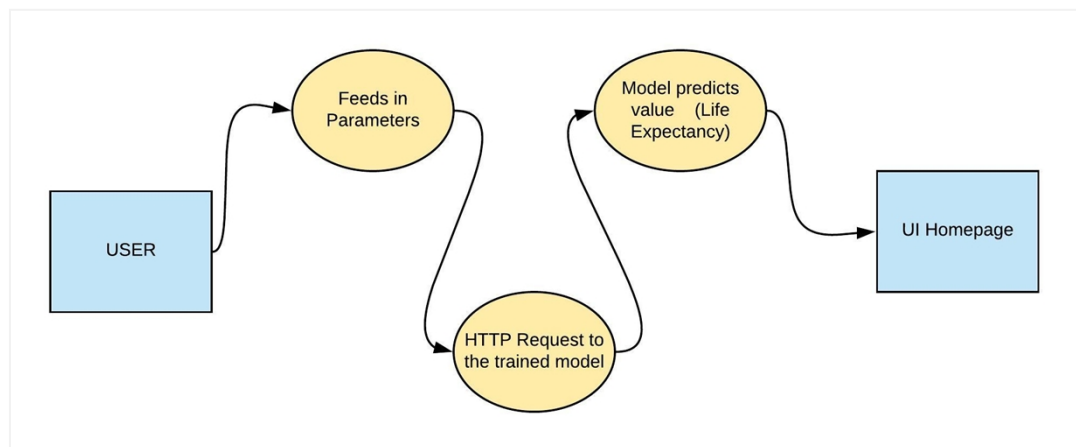 USER
Feeds in
Parameters
HTTP Request to
the trained model
Model predicts
value (Life
Expectancy)
UI Homepage